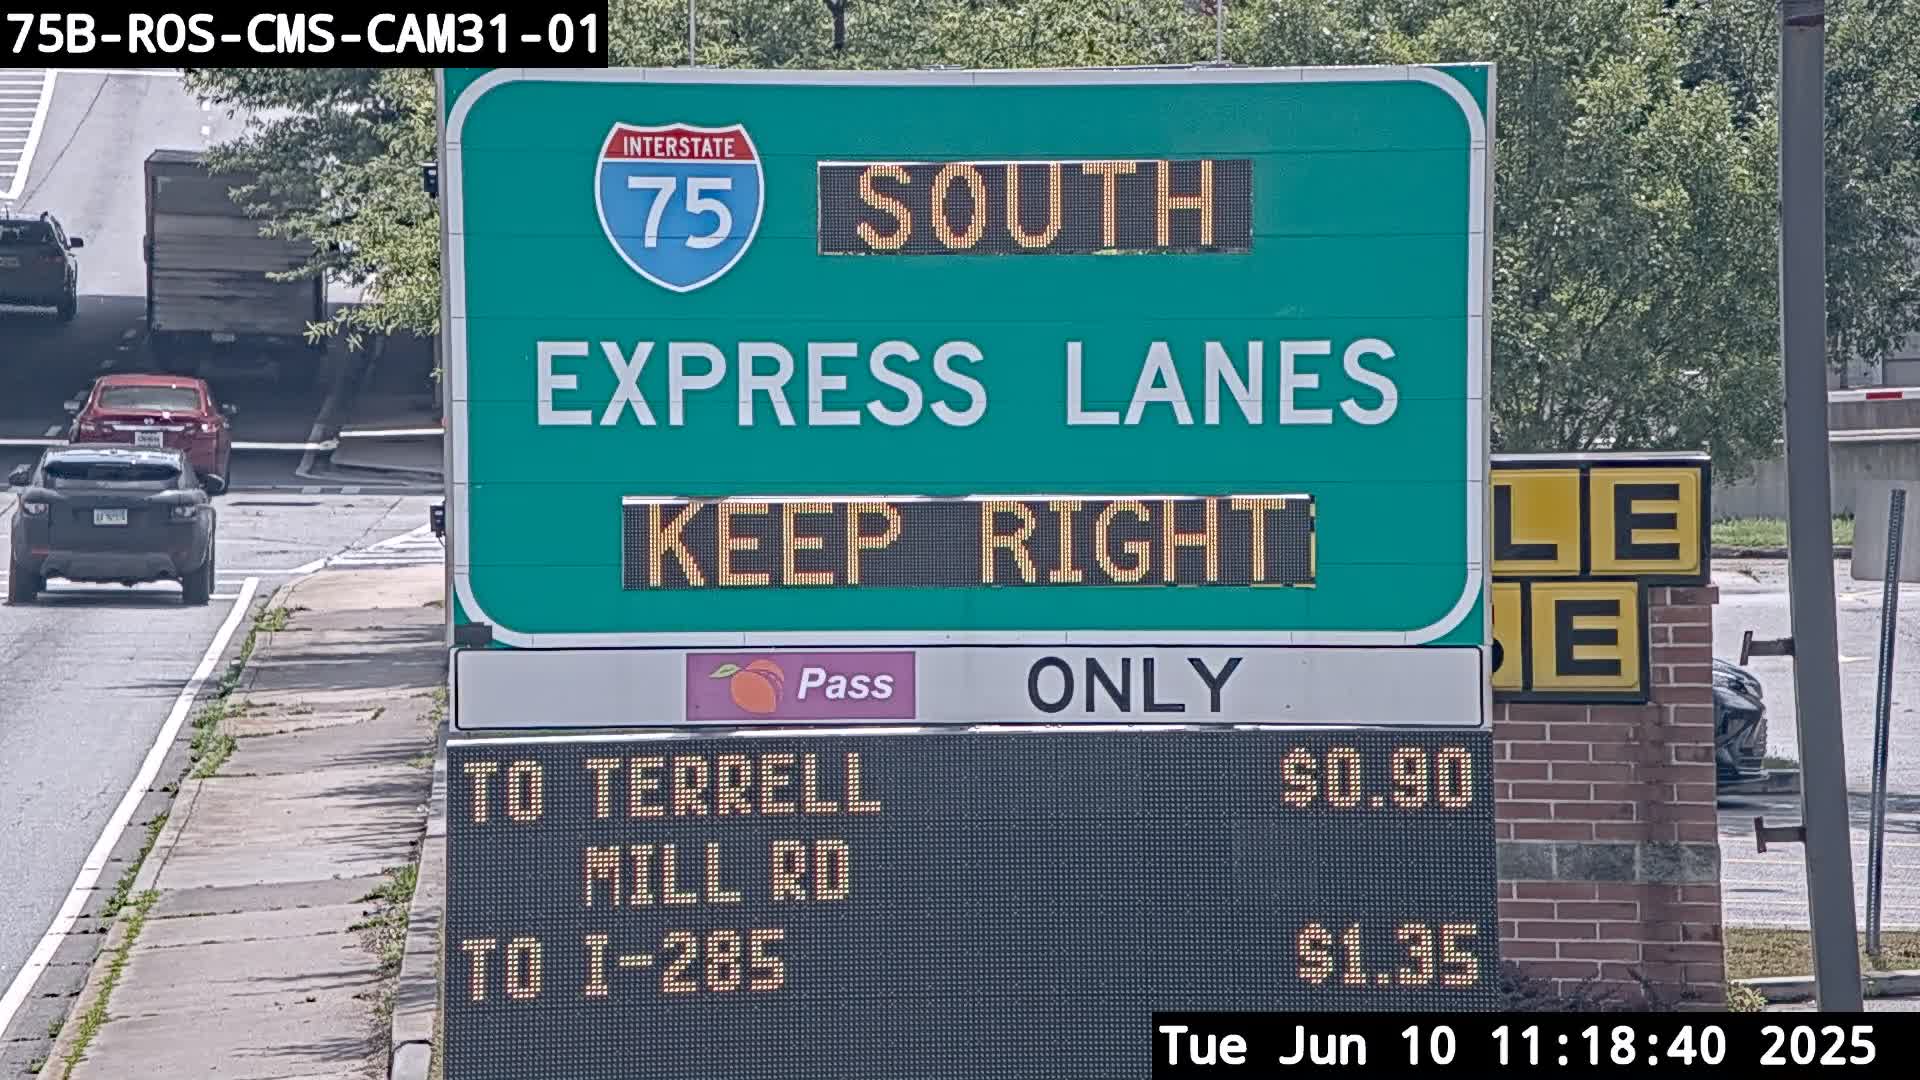 75B-ROS-CMS-CAM31-01
INTERSTATE
75
SOUTH
EXPRESS LANES
KEEP RIGHT
LE
E
Pass ONLY
TO TERRELL $0.90
MILL RD
TO I-285 $1.35
Tue Jun 10 11:18:40 2025